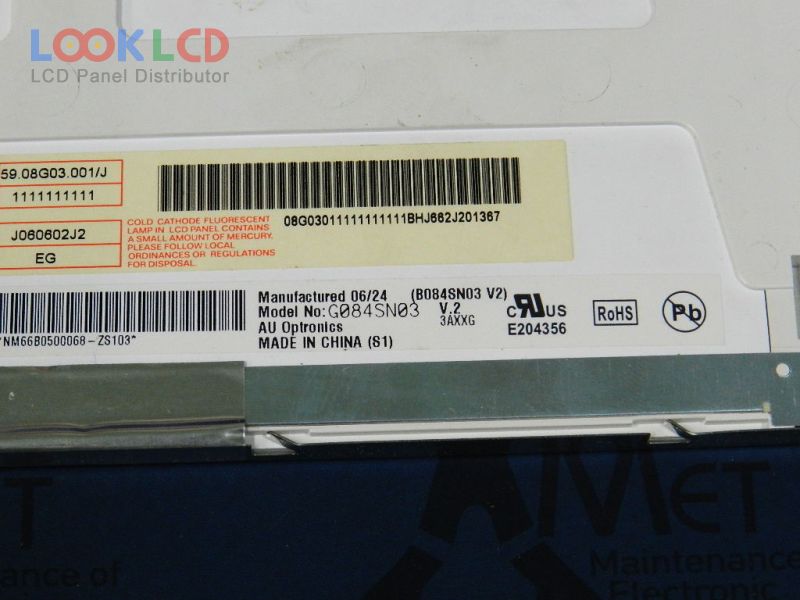 LOOKLCD
LCD Panel Distributor
59.08G03.001/J
1111111111
J060602J2
EG
COLD CATHODE FLUORESCENT
LAMP IN LCD PANEL CONTAINS
A SMALL AMOUNT OF MERCURY.
PLEASE FOLLOW LOCAL
ORDINANCES OR REGULATIONS
FOR DISPOSAL.
08G03011111111111BHJ662J201367
*NM66B0500068-ZS103*
Manufactured 06/24 (B084SN03 V2)
Model No: G084SN03 V.2
3AXXG
AU Optronics
MADE IN CHINA (S1)
c RU US
E204356
RoHS
Pb
AMET
Maintenance
Electronic
ET
ance of